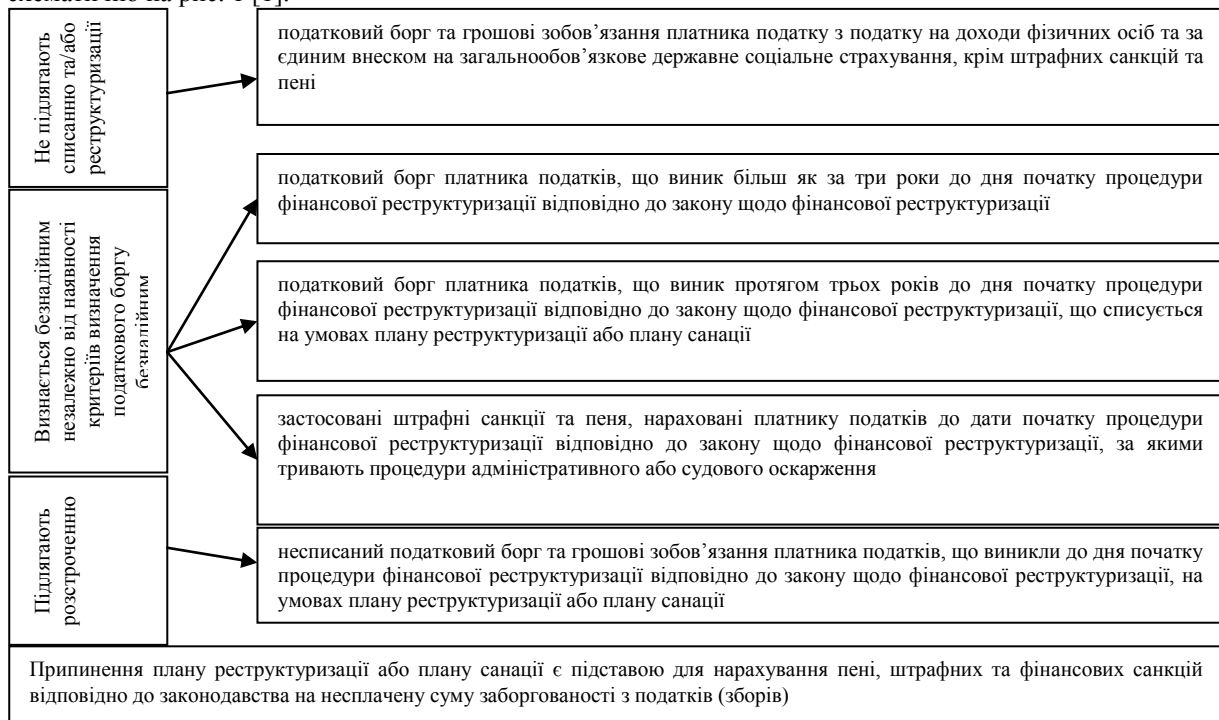 Не підлягають
списанню та/або
реструктуризації
податковий борг та грошові зобов’язання платника податку з податку на доходи фізичних осіб та за
єдиним внеском на загальнообов’язкове державне соціальне страхування, крім штрафних санкцій та
пені
Визнається безнадійним
незалежно від наявності
критеріїв визначення
податкового боргу
безнадійним
податковий борг платника податків, що виник більш як за три роки до дня початку процедури
фінансової реструктуризації відповідно до закону щодо фінансової реструктуризації
податковий борг платника податків, що виник протягом трьох років до дня початку процедури
фінансової реструктуризації відповідно до закону щодо фінансової реструктуризації, що списується
на умовах плану реструктуризації або плану санації
застосовані штрафні санкції та пеня, нараховані платнику податків до дати початку процедури
фінансової реструктуризації відповідно до закону щодо фінансової реструктуризації, за якими
тривають процедури адміністративного або судового оскарження
Підлягають
розстроченню
несписаний податковий борг та грошові зобов’язання платника податків, що виникли до дня початку
процедури фінансової реструктуризації відповідно до закону щодо фінансової реструктуризації, на
умовах плану реструктуризації або плану санації
Припинення плану реструктуризації або плану санації є підставою для нарахування пені, штрафних та фінансових санкцій
відповідно до законодавства на несплачену суму заборгованості з податків (зборів)